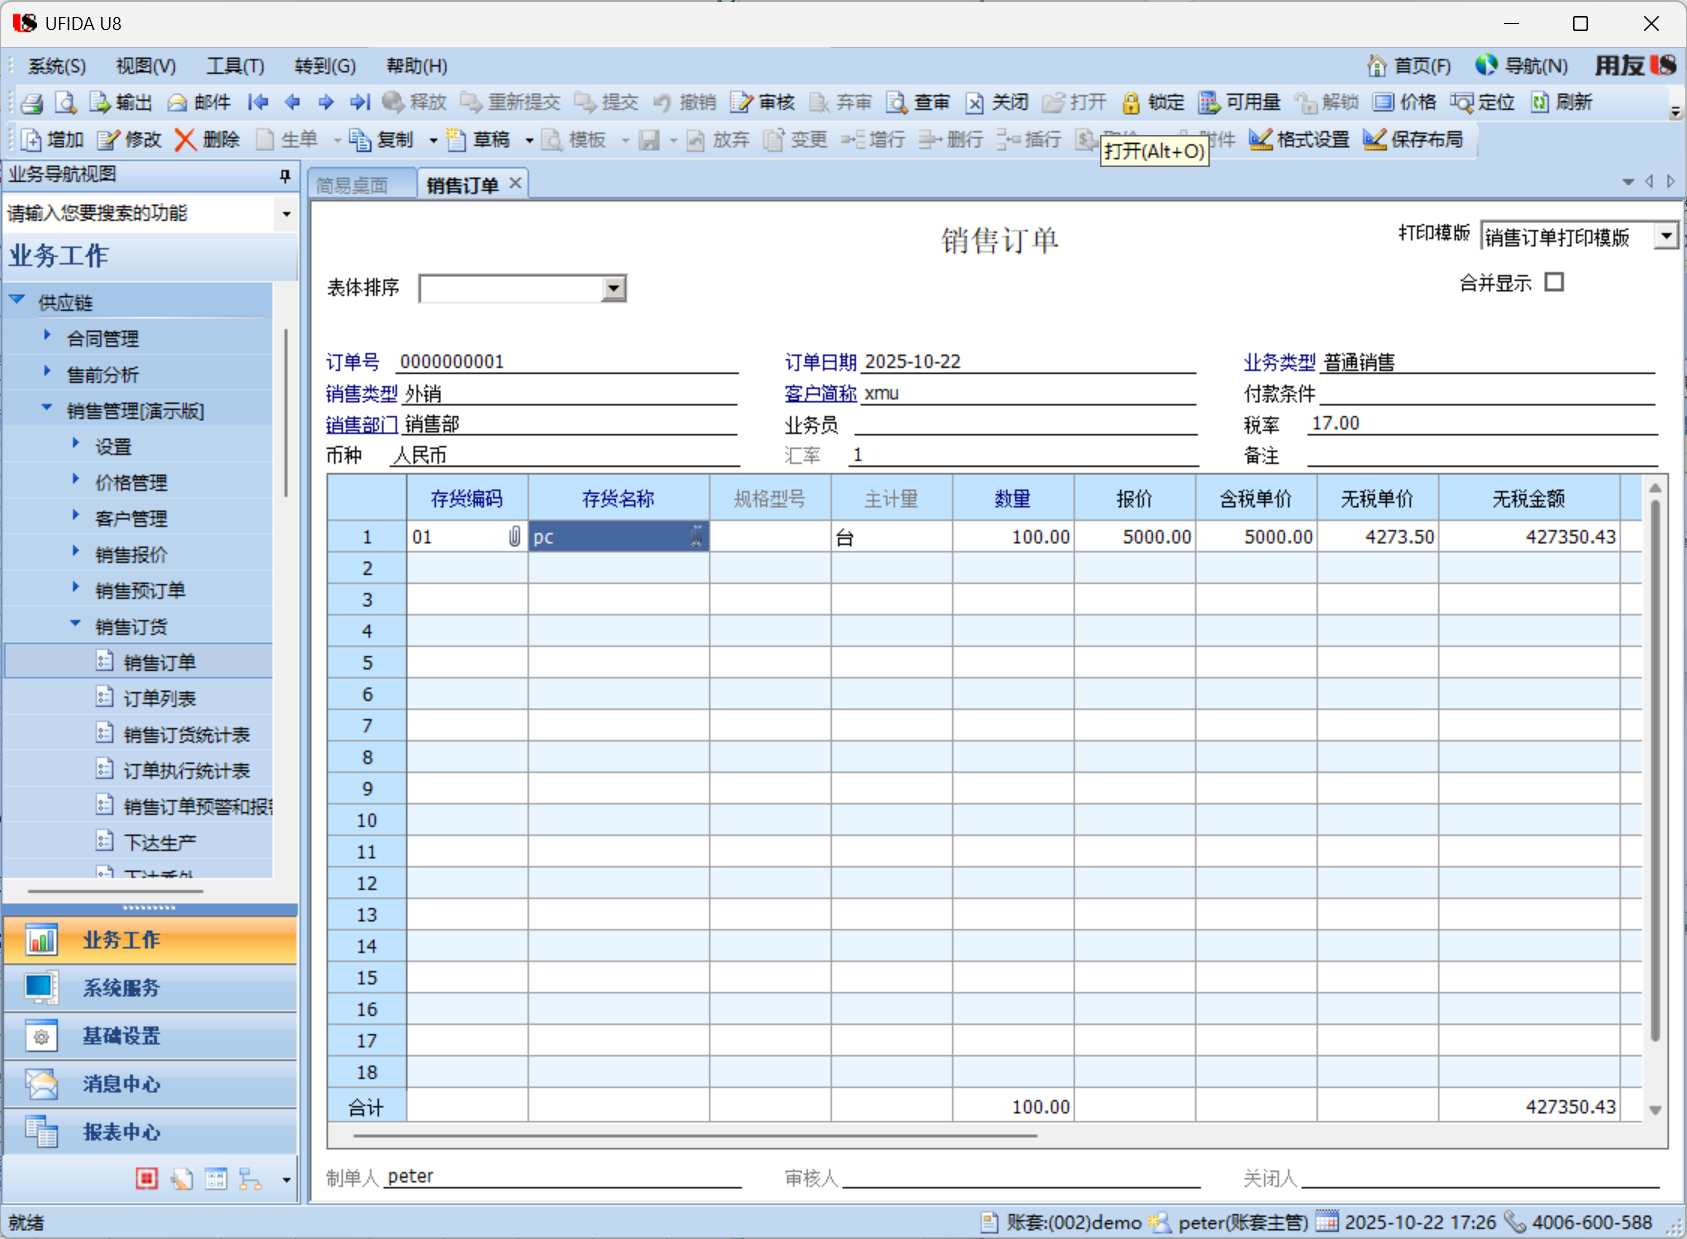 UFIDA U8
系统(S) 视图(V) 工具(T) 转到(G) 帮助(H) 首页(F) 导航(N) 用友
输出 邮件 释放 重新提交 提交 撤销 审核 弃审 查审 关闭 打开 锁定 可用量 解锁 价格 定位 刷新
增加 修改 删除 生单 复制 草稿 模板 放弃 变更 增行 删行 插行 附件 格式设置 保存布局
打开(Alt+O)
业务导航视图
简易桌面 销售订单
请输入您要搜索的功能
业务工作
供应链
合同管理
售前分析
销售管理[演示版]
设置
价格管理
客户管理
销售报价
销售预订单
销售订货
销售订单
订单列表
销售订货统计表
订单执行统计表
销售订单预警和报
下达生产
业务工作
系统服务
基础设置
消息中心
报表中心
销售订单
打印模版 销售订单打印模版
表体排序
合并显示
订单号 0000000001 订单日期 2025-10-22 业务类型 普通销售
销售类型 外销 客户简称 xmu 付款条件
销售部门 销售部 业务员 税率 17.00
币种 人民币 汇率 1 备注
存货编码 存货名称 规格型号 主计量 数量 报价 含税单价 无税单价 无税金额
1 01 pc 台 100.00 5000.00 5000.00 4273.50 427350.43
2
3
4
5
6
7
8
9
10
11
12
13
14
15
16
17
18
合计 100.00 427350.43
制单人 peter 审核人 关闭人
就绪 账套:(002)demo peter(账套主管) 2025-10-22 17:26 4006-600-588